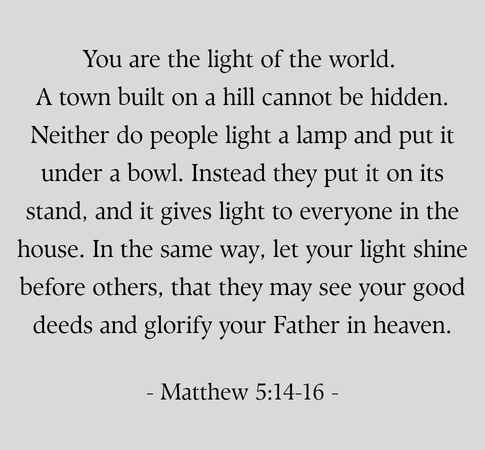 You are the light of the world.
A town built on a hill cannot be hidden.
Neither do people light a lamp and put it
under a bowl. Instead they put it on its
stand, and it gives light to everyone in the
house. In the same way, let your light shine
before others, that they may see your good
deeds and glorify your Father in heaven.
- Matthew 5:14-16 -